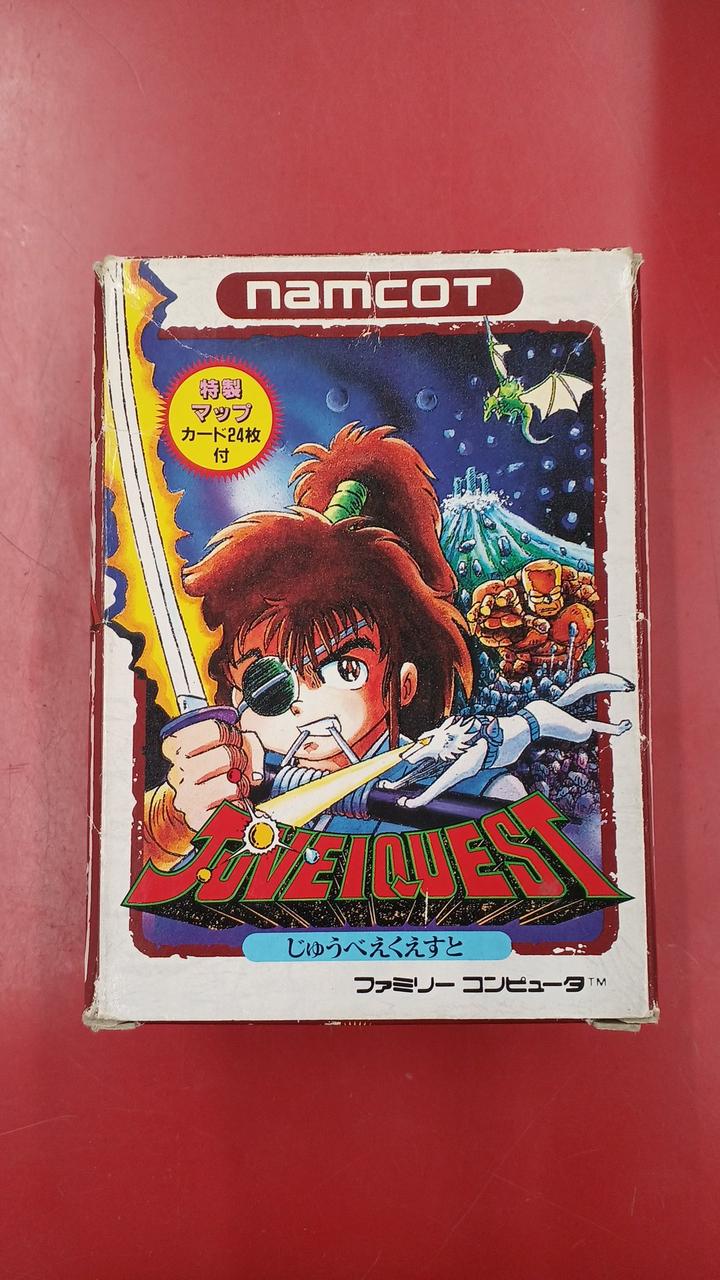 namcoT
特製
マップ
カード24枚
付
JUVEIQUEST
じゅうべえくえすと
ファミリー コンピュータ™